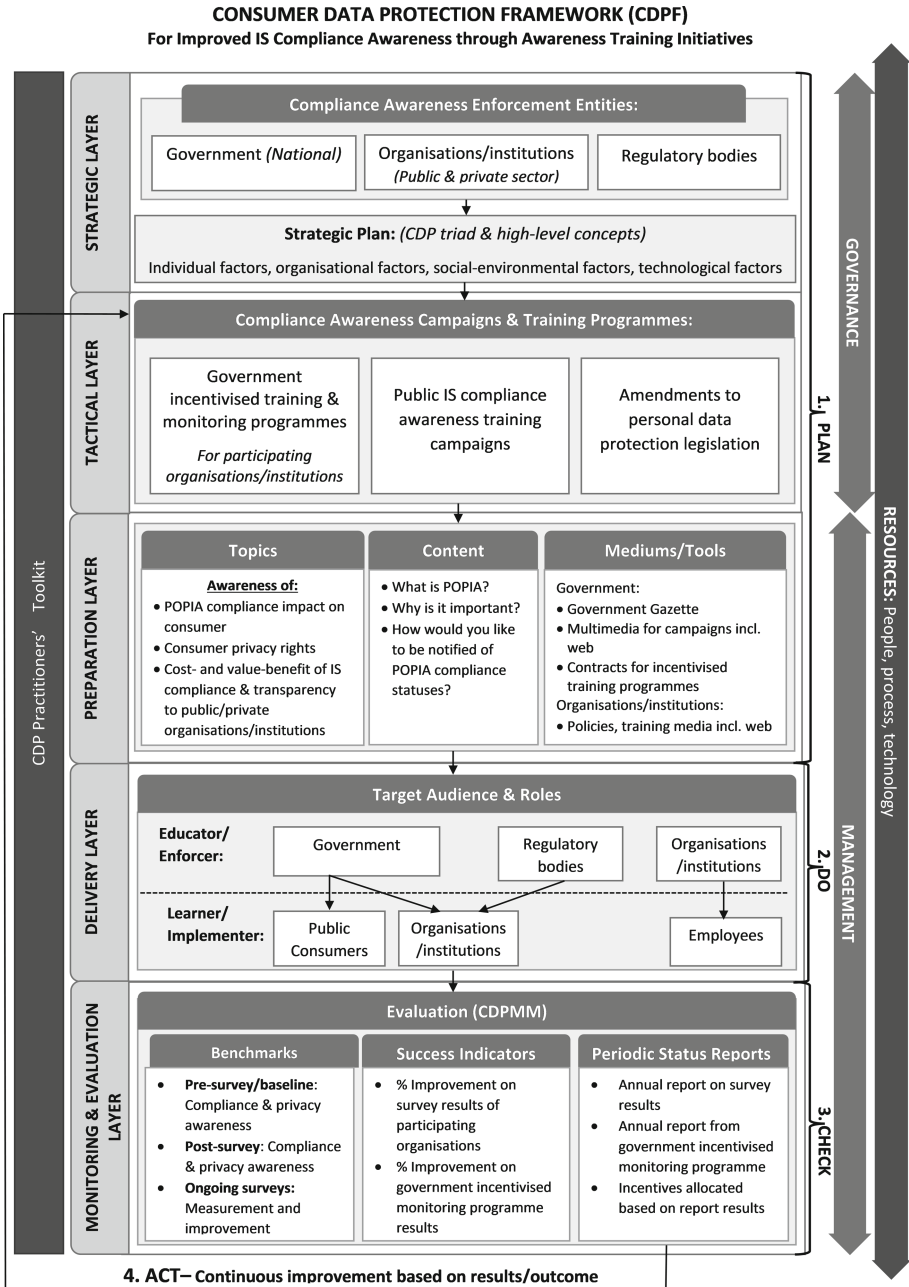 CONSUMER DATA PROTECTION FRAMEWORK (CDPF)
For Improved IS Compliance Awareness through Awareness Training Initiatives
CDP Practitioners' Toolkit
STRATEGIC LAYER
Compliance Awareness Enforcement Entities:
Government (National)
Organisations/institutions
(Public & private sector)
Regulatory bodies
Strategic Plan: (CDP triad & high-level concepts)
Individual factors, organisational factors, social-environmental factors, technological factors
TACTICAL LAYER
Compliance Awareness Campaigns & Training Programmes:
Government
incentivised training &
monitoring programmes
For participating
organisations/institutions
Public IS compliance
awareness training
campaigns
Amendments to
personal data
protection legislation
PREPARATION LAYER
Topics
Awareness of:
• POPIA compliance impact on
consumer
• Consumer privacy rights
• Cost- and value-benefit of IS
compliance & transparency
to public/private
organisations/institutions
Content
• What is POPIA?
• Why is it important?
• How would you like
to be notified of
POPIA compliance
statuses?
Mediums/Tools
Government:
• Government Gazette
• Multimedia for campaigns incl.
web
• Contracts for incentivised
training programmes
Organisations/institutions:
• Policies, training media incl. web
DELIVERY LAYER
Target Audience & Roles
Educator/
Enforcer:
Government
Regulatory
bodies
Organisations
/institutions
Learner/
Implementer:
Public
Consumers
Organisations
/institutions
Employees
MONITORING & EVALUATION
LAYER
Evaluation (CDPMM)
Benchmarks
• Pre-survey/baseline:
Compliance & privacy
awareness
• Post-survey: Compliance
& privacy awareness
• Ongoing surveys:
Measurement and
improvement
Success Indicators
• % Improvement on
survey results of
participating
organisations
• % Improvement on
government incentivised
monitoring programme
results
Periodic Status Reports
• Annual report on survey
results
• Annual report from
government incentivised
monitoring programme
• Incentives allocated
based on report results
1. PLAN
2. DO
3. CHECK
GOVERNANCE
MANAGEMENT
RESOURCES: People, process, technology
4. ACT– Continuous improvement based on results/outcome